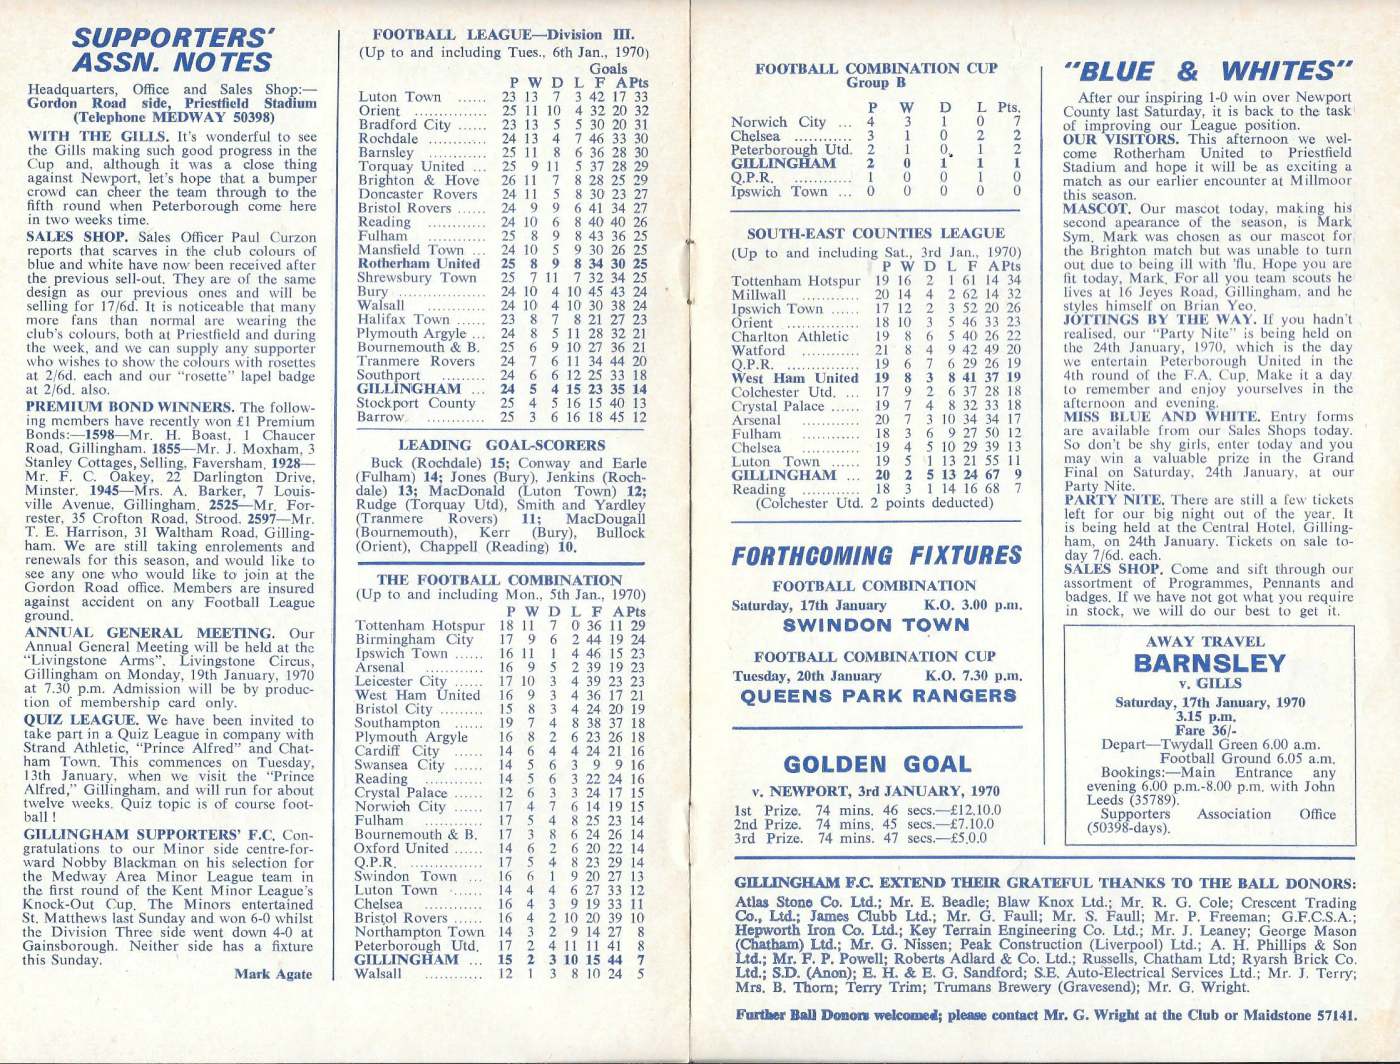 SUPPORTERS'
ASSN. NOTES
Headquarters, Office and Sales Shop:—
Gordon Road side, Priestfield Stadium
(Telephone MEDWAY 50398)
WITH THE GILLS. It's wonderful to see
the Gills making such good progress in the
Cup and, although it was a close thing
against Newport, let's hope that a bumper
crowd can cheer the team through to the
fifth round when Peterborough come here
in two weeks time.
SALES SHOP. Sales Officer Paul Curzon
reports that scarves in the club colours of
blue and white have now been received after
the previous sell-out. They are of the same
design as our previous ones and will be
selling for 17/6d. It is noticeable that many
more fans than normal are wearing the
club's colours, both at Priestfield and during
the week, and we can supply any supporter
who wishes to show the colours with rosettes
at 2/6d. each and our "rosette" lapel badge
at 2/6d. also.
PREMIUM BOND WINNERS. The follow-
ing members have recently won £1 Premium
Bonds:—1598—Mr. H. Boast, 1 Chaucer
Road, Gillingham. 1855—Mr. J. Moxham, 3
Stanley Cottages, Selling, Faversham. 1928—
Mr. F. C. Oakey, 22 Darlington Drive,
Minster. 1945—Mrs. A. Barker, 7 Louis-
ville Avenue, Gillingham. 2525—Mr. For-
rester, 35 Crofton Road, Strood. 2597—Mr.
T. E. Harrison, 31 Waltham Road, Gilling-
ham. We are still taking enrolements and
renewals for this season, and would like to
see any one who would like to join at the
Gordon Road office. Members are insured
against accident on any Football League
ground.
ANNUAL GENERAL MEETING. Our
Annual General Meeting will be held at the
"Livingstone Arms", Livingstone Circus,
Gillingham on Monday, 19th January, 1970
at 7.30 p.m. Admission will be by produc-
tion of membership card only.
QUIZ LEAGUE. We have been invited to
take part in a Quiz League in company with
Strand Athletic, "Prince Alfred" and Chat-
ham Town. This commences on Tuesday,
13th January, when we visit the "Prince
Alfred," Gillingham, and will run for about
twelve weeks. Quiz topic is of course foot-
ball !
GILLINGHAM SUPPORTERS' F.C. Con-
gratulations to our Minor side centre-for-
ward Nobby Blackman on his selection for
the Medway Area Minor League team in
the first round of the Kent Minor League's
Knock-Out Cup. The Minors entertained
St. Matthews last Sunday and won 6-0 whilst
the Division Three side went down 4-0 at
Gainsborough. Neither side has a fixture
this Sunday.
Mark Agate
FOOTBALL LEAGUE—Division III.
(Up to and including Tues., 6th Jan., 1970)
Goals
P W D L F A Pts
Luton Town ...... 23 13 7 3 42 17 33
Orient ............ 25 11 10 4 32 20 32
Bradford City ...... 23 13 5 5 30 20 31
Rochdale ............ 24 13 4 7 46 33 30
Barnsley ............ 25 11 8 6 36 28 30
Torquay United ... 25 9 11 5 37 28 29
Brighton & Hove 26 11 7 8 28 25 29
Doncaster Rovers 24 11 5 8 30 23 27
Bristol Rovers ...... 24 9 9 6 41 34 27
Reading ............ 24 10 6 8 40 40 26
Fulham ............ 25 8 9 8 43 36 25
Mansfield Town ... 24 10 5 9 30 26 25
Rotherham United 25 8 9 8 34 30 25
Shrewsbury Town 25 7 11 7 32 34 25
Bury ............ 24 10 4 10 45 43 24
Walsall ............ 24 10 4 10 30 38 24
Halifax Town ...... 23 8 7 8 21 27 23
Plymouth Argyle ... 24 8 5 11 28 32 21
Bournemouth & B. 25 6 9 10 27 36 21
Tranmere Rovers 24 7 6 11 34 44 20
Southport ............ 24 6 6 12 25 33 18
GILLINGHAM ... 24 5 4 15 23 35 14
Stockport County 25 4 5 16 15 40 13
Barrow ............ 25 3 6 16 18 45 12
LEADING GOAL-SCORERS
Buck (Rochdale) 15; Conway and Earle
(Fulham) 14; Jones (Bury), Jenkins (Roch-
dale) 13; MacDonald (Luton Town) 12;
Rudge (Torquay Utd), Smith and Yardley
(Tranmere Rovers) 11; MacDougall
(Bournemouth), Kerr (Bury), Bullock
(Orient), Chappell (Reading) 10.
THE FOOTBALL COMBINATION
(Up to and including Mon., 5th Jan., 1970)
P W D L F A Pts
Tottenham Hotspur 18 11 7 0 36 11 29
Birmingham City 17 9 6 2 44 19 24
Ipswich Town ...... 16 11 1 4 46 15 23
Arsenal ............ 16 9 5 2 39 19 23
Leicester City ...... 17 10 3 4 39 23 23
West Ham United 16 9 3 4 36 17 21
Bristol City ......... 15 8 3 4 24 20 19
Southampton ...... 19 7 4 8 38 37 18
Plymouth Argyle 16 8 2 6 23 26 18
Cardiff City ...... 14 6 4 4 24 21 16
Swansea City ...... 14 5 6 3 9 9 16
Reading ............ 14 5 6 3 22 24 16
Crystal Palace ...... 12 6 3 3 24 17 15
Norwich City ...... 17 4 7 6 14 19 15
Fulham ............ 17 5 4 8 25 23 14
Bournemouth & B. 17 3 8 6 24 26 14
Oxford United ...... 14 6 2 6 20 22 14
Q.P.R. ............ 17 5 4 8 23 29 14
Swindon Town ... 16 6 1 9 20 27 13
Luton Town ...... 14 4 4 6 27 33 12
Chelsea ............ 16 4 3 9 19 33 11
Bristol Rovers ...... 16 4 2 10 20 39 10
Northampton Town 14 3 2 9 14 27 8
Peterborough Utd. 17 2 4 11 11 41 8
GILLINGHAM ... 15 2 3 10 15 44 7
Walsall ............ 12 1 3 8 10 24 5
FOOTBALL COMBINATION CUP
Group B
P W D L Pts.
Norwich City ... 4 3 1 0 7
Chelsea ............ 3 1 0 2 2
Peterborough Utd. 2 1 0 1 2
GILLINGHAM 2 0 1 1 1
Q.P.R. ............ 1 0 0 1 0
Ipswich Town ... 0 0 0 0 0
SOUTH-EAST COUNTIES LEAGUE
(Up to and including Sat., 3rd Jan., 1970)
P W D L F A Pts
Tottenham Hotspur 19 16 2 1 61 14 34
Millwall ............ 20 14 4 2 62 14 32
Ipswich Town ...... 17 12 2 3 52 20 26
Orient ............... 18 10 3 5 46 33 23
Charlton Athletic 19 8 6 5 40 26 22
Watford ............ 21 8 4 9 42 49 20
Q.P.R. ............ 19 6 7 6 29 26 19
West Ham United 19 8 3 8 41 37 19
Colchester Utd. ... 17 9 2 6 37 28 18
Crystal Palace ...... 19 7 4 8 32 33 18
Arsenal ............ 20 7 3 10 34 34 17
Fulham ............ 18 3 6 9 27 50 12
Chelsea ............ 19 4 5 10 29 39 13
Luton Town ...... 19 5 1 13 21 55 11
GILLINGHAM ... 20 2 5 13 24 67 9
Reading ............ 18 3 1 14 16 68 7
(Colchester Utd. 2 points deducted)
FORTHCOMING FIXTURES
FOOTBALL COMBINATION
Saturday, 17th January K.O. 3.00 p.m.
SWINDON TOWN
FOOTBALL COMBINATION CUP
Tuesday, 20th January K.O. 7.30 p.m.
QUEENS PARK RANGERS
GOLDEN GOAL
v. NEWPORT, 3rd JANUARY, 1970
1st Prize. 74 mins. 46 secs.—£12.10.0
2nd Prize. 74 mins. 45 secs.—£7.10.0
3rd Prize. 74 mins. 47 secs.—£5.0.0
"BLUE & WHITES"
After our inspiring 1-0 win over Newport
County last Saturday, it is back to the task
of improving our League position.
OUR VISITORS. This afternoon we wel-
come Rotherham United to Priestfield
Stadium and hope it will be as exciting a
match as our earlier encounter at Millmoor
this season.
MASCOT. Our mascot today, making his
second apearance of the season, is Mark
Sym. Mark was chosen as our mascot for
the Brighton match but was unable to turn
out due to being ill with 'flu. Hope you are
fit today, Mark. For all you team scouts he
lives at 16 Jeyes Road, Gillingham, and he
styles himself on Brian Yeo.
JOTTINGS BY THE WAY. If you hadn't
realised, our "Party Nite" is being held on
the 24th January, 1970, which is the day
we entertain Peterborough United in the
4th round of the F.A. Cup. Make it a day
to remember and enjoy yourselves in the
afternoon and evening.
MISS BLUE AND WHITE. Entry forms
are available from our Sales Shops today.
So don't be shy girls, enter today and you
may win a valuable prize in the Grand
Final on Saturday, 24th January, at our
Party Nite.
PARTY NITE. There are still a few tickets
left for our big night out of the year. It
is being held at the Central Hotel, Gilling-
ham, on 24th January. Tickets on sale to-
day 7/6d. each.
SALES SHOP. Come and sift through our
assortment of Programmes, Pennants and
badges. If we have not got what you require
in stock, we will do our best to get it.
AWAY TRAVEL
BARNSLEY
v. GILLS
Saturday, 17th January, 1970
3.15 p.m.
Fare 36/-
Depart—Twydall Green 6.00 a.m.
Football Ground 6.05 a.m.
Bookings:—Main Entrance any
evening 6.00 p.m.-8.00 p.m. with John
Leeds (35789).
Supporters Association Office
(50398-days).
GILLINGHAM F.C. EXTEND THEIR GRATEFUL THANKS TO THE BALL DONORS:
Atlas Stone Co. Ltd.; Mr. E. Beadle; Blaw Knox Ltd.; Mr. R. G. Cole; Crescent Trading
Co., Ltd.; James Clubb Ltd.; Mr. G. Faull; Mr. S. Faull; Mr. P. Freeman; G.F.C.S.A.;
Hepworth Iron Co. Ltd.; Key Terrain Engineering Co. Ltd.; Mr. J. Leaney; George Mason
(Chatham) Ltd.; Mr. G. Nissen; Peak Construction (Liverpool) Ltd.; A. H. Phillips & Son
Ltd.; Mr. F. P. Powell; Roberts Adlard & Co. Ltd.; Russells, Chatham Ltd; Ryarsh Brick Co.
Ltd.; S.D. (Anon); E. H. & E. G. Sandford; S.E. Auto-Electrical Services Ltd.; Mr. J. Terry;
Mrs. B. Thorn; Terry Trim; Trumans Brewery (Gravesend); Mr. G. Wright.
Further Ball Donors welcomed; please contact Mr. G. Wright at the Club or Maidstone 57141.